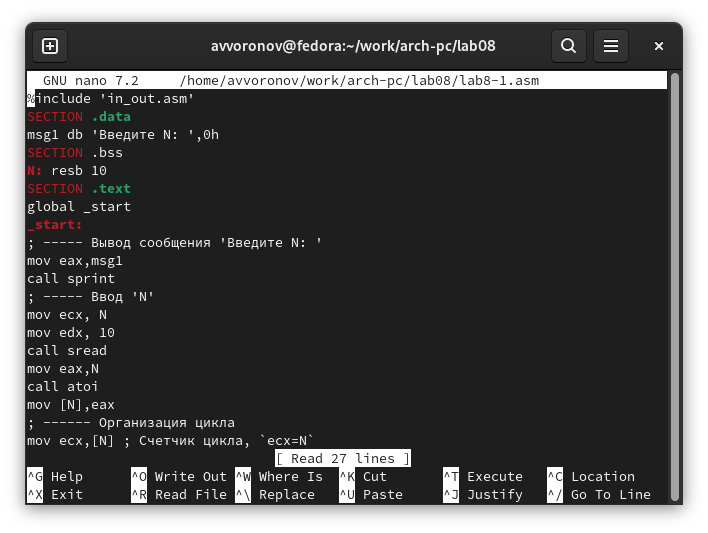 avvoronov@fedora:~/work/arch-pc/lab08
GNU nano 7.2 /home/avvoronov/work/arch-pc/lab08/lab8-1.asm
%include 'in_out.asm'
SECTION .data
msg1 db 'Введите N: ',0h
SECTION .bss
N: resb 10
SECTION .text
global _start
_start:
; ----- Вывод сообщения 'Введите N: '
mov eax,msg1
call sprint
; ----- Ввод 'N'
mov ecx, N
mov edx, 10
call sread
mov eax,N
call atoi
mov [N],eax
; ------ Организация цикла
mov ecx,[N] ; Счетчик цикла, `ecx=N`
[ Read 27 lines ]
^G Help ^O Write Out ^W Where Is ^K Cut ^T Execute ^C Location
^X Exit ^R Read File ^\ Replace ^U Paste ^J Justify ^/ Go To Line